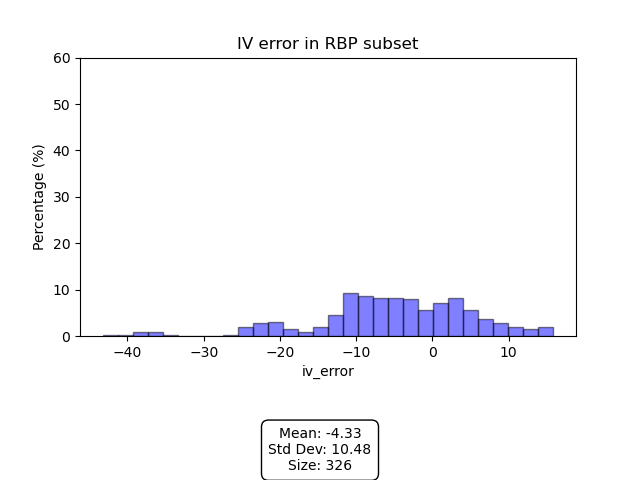 IV error in RBP subset
60
50
40
30
20
10
0
Percentage (%)
−40 −30 −20 −10 0 10
iv_error
Mean: -4.33
Std Dev: 10.48
Size: 326